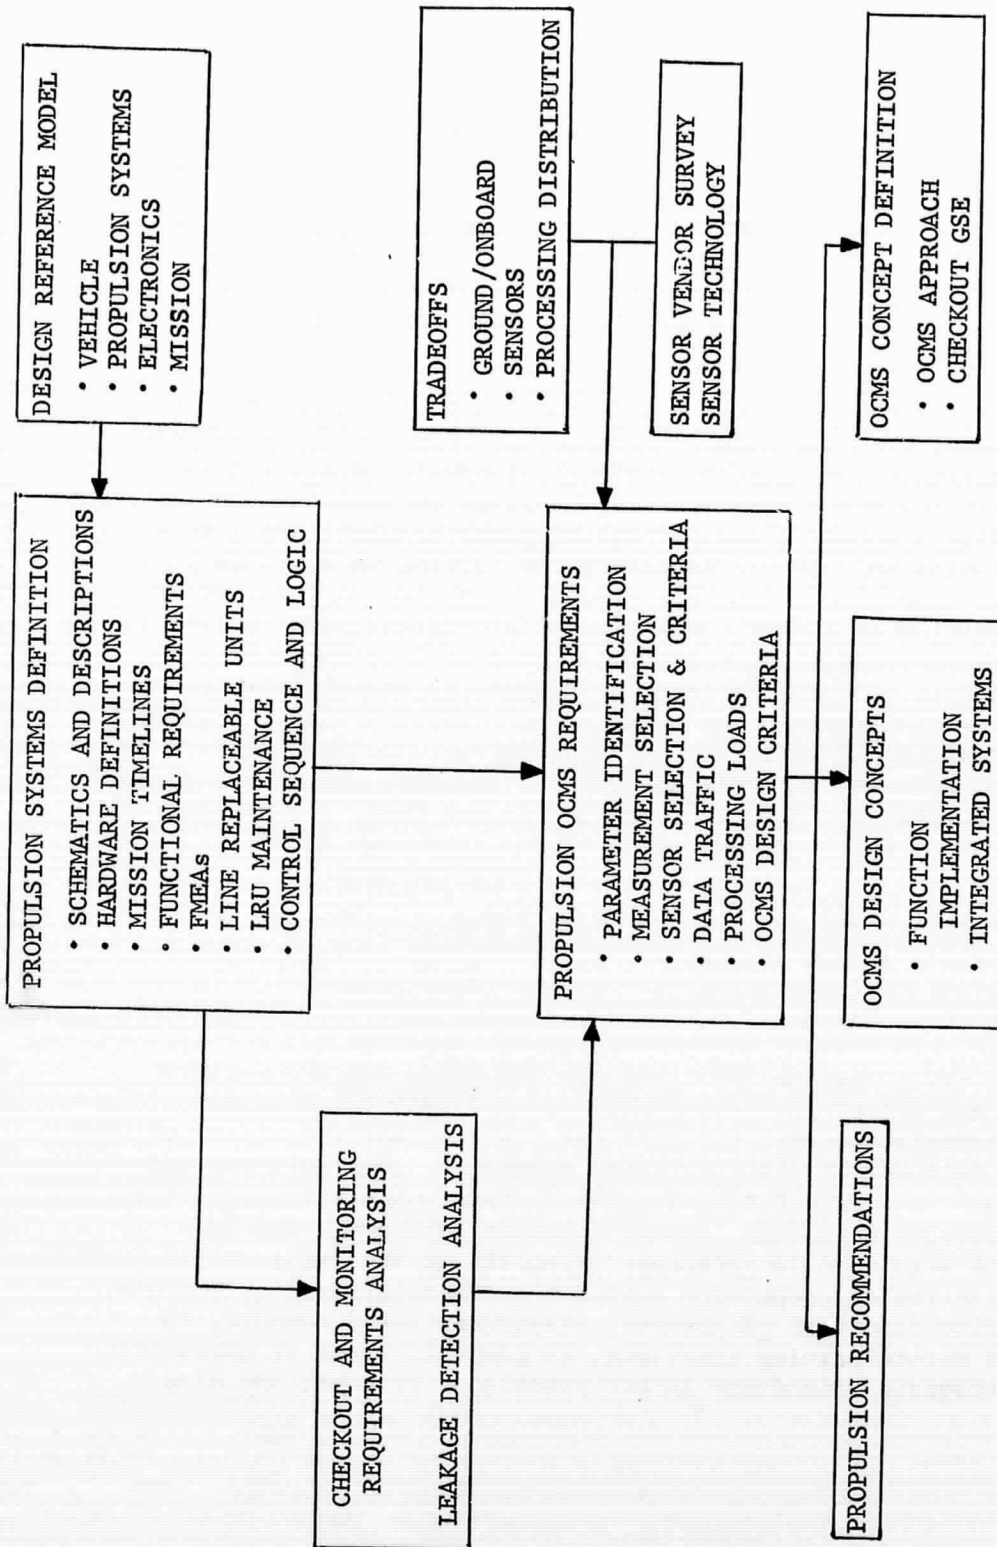 DESIGN REFERENCE MODEL
• VEHICLE
• PROPULSION SYSTEMS
• ELECTRONICS
• MISSION
PROPULSION SYSTEMS DEFINITION
• SCHEMATICS AND DESCRIPTIONS
• HARDWARE DEFINITIONS
• MISSION TIMELINES
• FUNCTIONAL REQUIREMENTS
FMEAs
• LINE REPLACEABLE UNITS
• LRU MAINTENANCE
• CONTROL SEQUENCE AND LOGIC
CHECKOUT AND MONITORING
REQUIREMENTS ANALYSIS
LEAKAGE DETECTION ANALYSIS
TRADEOFFS
• GROUND/ONBOARD
• SENSORS
• PROCESSING DISTRIBUTION
SENSOR VENDOR SURVEY
SENSOR TECHNOLOGY
PROPULSION OCMS REQUIREMENTS
• PARAMETER IDENTIFICATION
• MEASUREMENT SELECTION
• SENSOR SELECTION & CRITERIA
• DATA TRAFFIC
• PROCESSING LOADS
• OCMS DESIGN CRITERIA
PROPULSION RECOMMENDATIONS
OCMS DESIGN CONCEPTS
• FUNCTION
IMPLEMENTATION
• INTEGRATED SYSTEMS
OCMS CONCEPT DEFINITION
• OCMS APPROACH
• CHECKOUT GSE